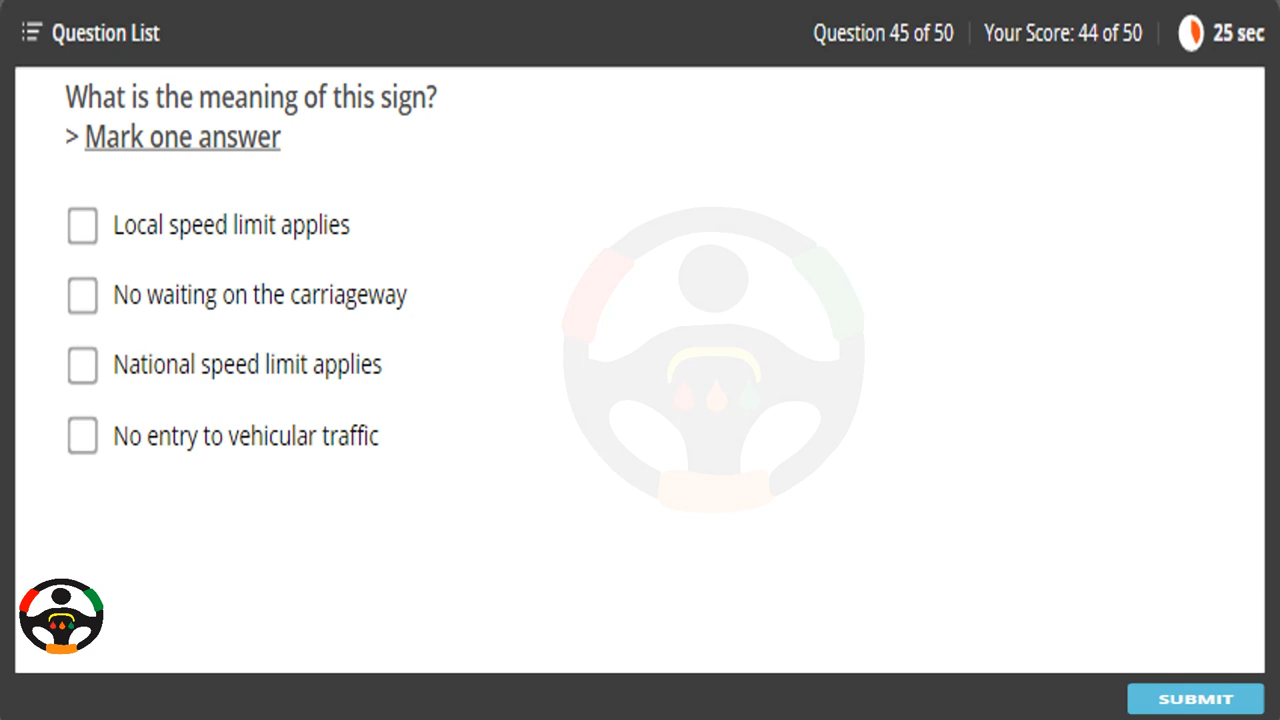 Question List
Question 45 of 50
Your Score: 44 of 50
25 sec
What is the meaning of this sign?
> Mark one answer
Local speed limit applies
No waiting on the carriageway
National speed limit applies
No entry to vehicular traffic
SUBMIT